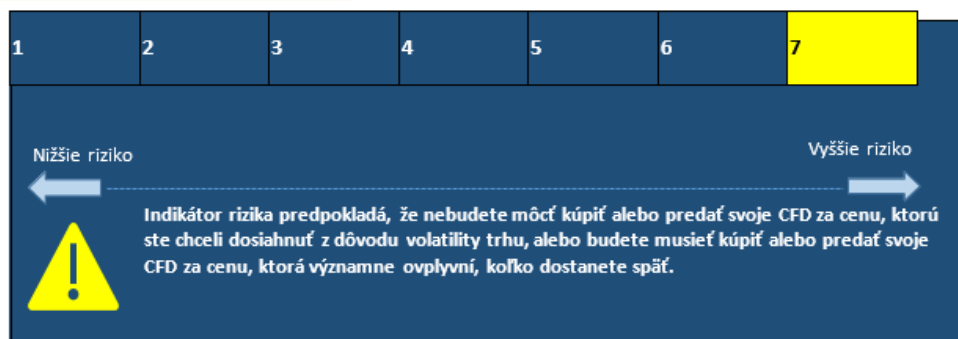 1 2 3 4 5 6 7
Nižšie riziko Vyššie riziko
Indikátor rizika predpokladá, že nebudete môcť kúpiť alebo predať svoje CFD za cenu, ktorú
ste chceli dosiahnuť z dôvodu volatility trhu, alebo budete musieť kúpiť alebo predať svoje
CFD za cenu, ktorá významne ovplyvní, koľko dostanete späť.